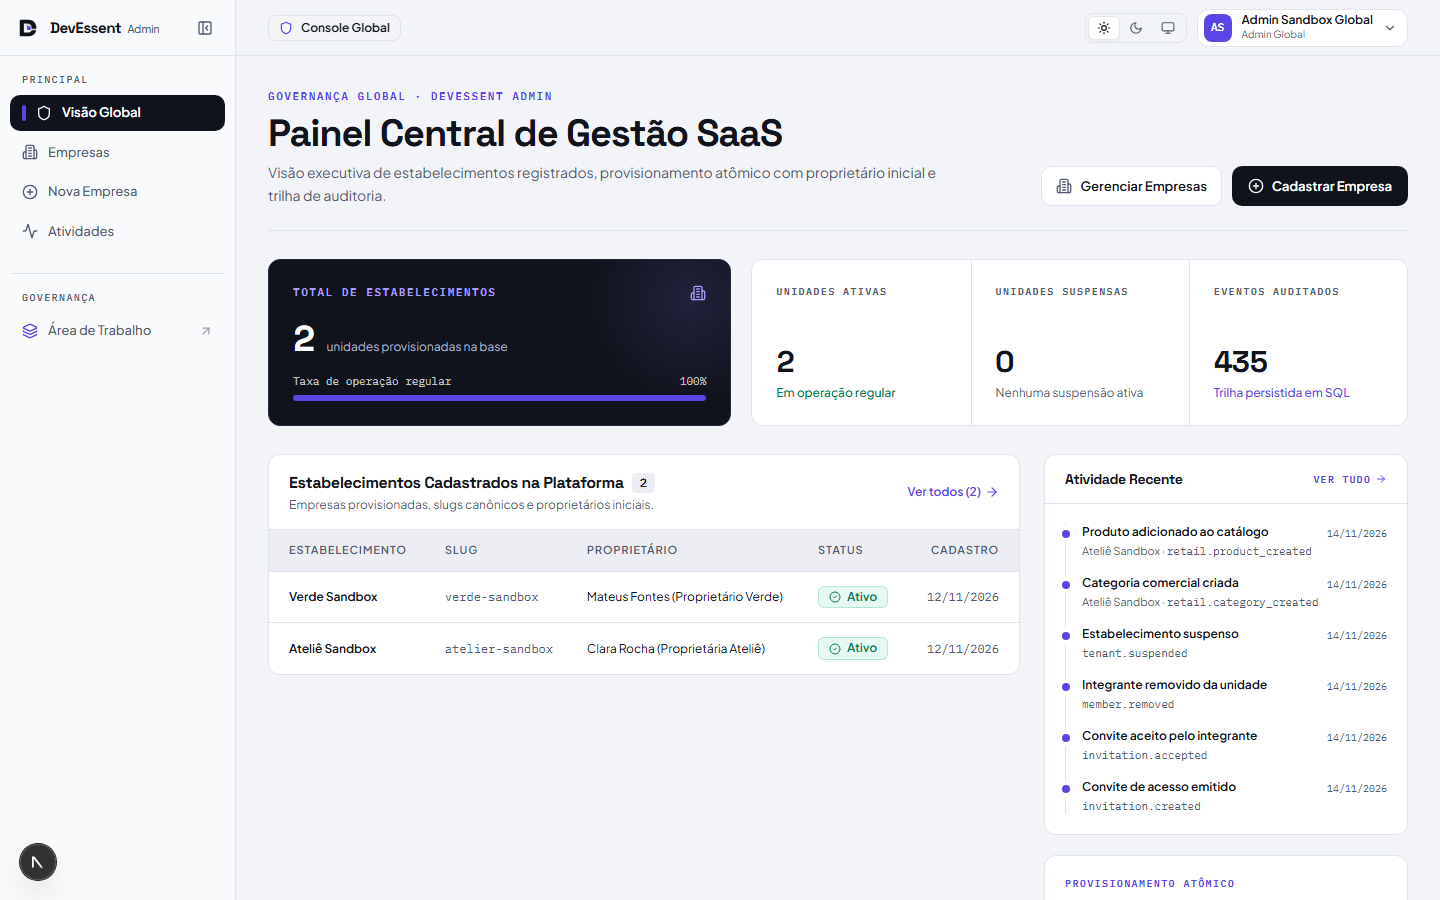 DevEssent Admin
PRINCIPAL
Visão Global
Empresas
Nova Empresa
Atividades
GOVERNANÇA
Área de Trabalho
Console Global
AS
Admin Sandbox Global
Admin Global
GOVERNANÇA GLOBAL · DEVESSENT ADMIN
Painel Central de Gestão SaaS
Visão executiva de estabelecimentos registrados, provisionamento atômico com proprietário inicial e
trilha de auditoria.
Gerenciar Empresas
Cadastrar Empresa
TOTAL DE ESTABELECIMENTOS
2 unidades provisionadas na base
Taxa de operação regular 100%
UNIDADES ATIVAS
2
Em operação regular
UNIDADES SUSPENSAS
0
Nenhuma suspensão ativa
EVENTOS AUDITADOS
435
Trilha persistida em SQL
Estabelecimentos Cadastrados na Plataforma 2
Empresas provisionadas, slugs canônicos e proprietários iniciais.
Ver todos (2)
ESTABELECIMENTO SLUG PROPRIETÁRIO STATUS CADASTRO
Verde Sandbox verde-sandbox Mateus Fontes (Proprietário Verde) Ativo 12/11/2026
Ateliê Sandbox atelier-sandbox Clara Rocha (Proprietária Ateliê) Ativo 12/11/2026
Atividade Recente VER TUDO
Produto adicionado ao catálogo 14/11/2026
Ateliê Sandbox · retail.product_created
Categoria comercial criada 14/11/2026
Ateliê Sandbox · retail.category_created
Estabelecimento suspenso 14/11/2026
tenant.suspended
Integrante removido da unidade 14/11/2026
member.removed
Convite aceito pelo integrante 14/11/2026
invitation.accepted
Convite de acesso emitido 14/11/2026
invitation.created
PROVISIONAMENTO ATÔMICO